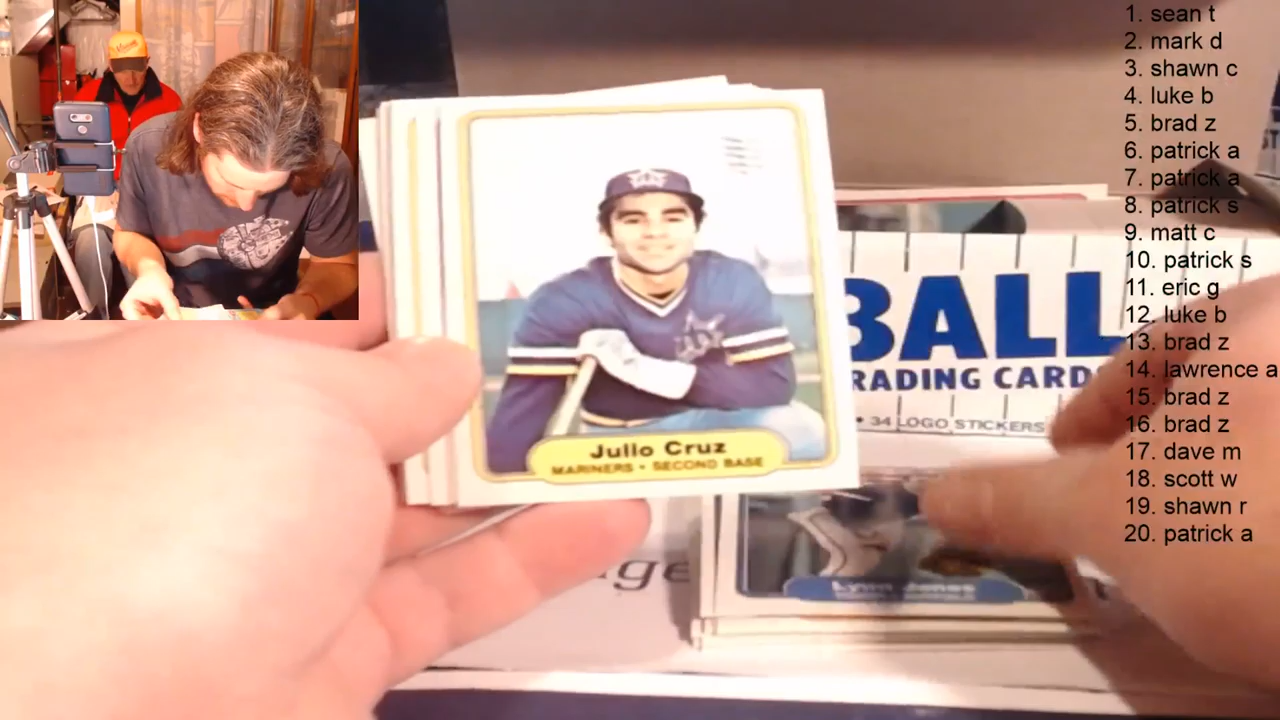 1. sean t
2. mark d
3. shawn c
4. luke b
5. brad z
6. patrick a
7. patrick a
8. patrick s
9. matt c
10. patrick s
11. eric g
12. luke b
13. brad z
14. lawrence a
15. brad z
16. brad z
17. dave m
18. scott w
19. shawn r
20. patrick a
BALL
RADING CARDS
• 34 LOGO STICKERS
Julio Cruz
MARINERS • SECOND BASE
Lynn Jones